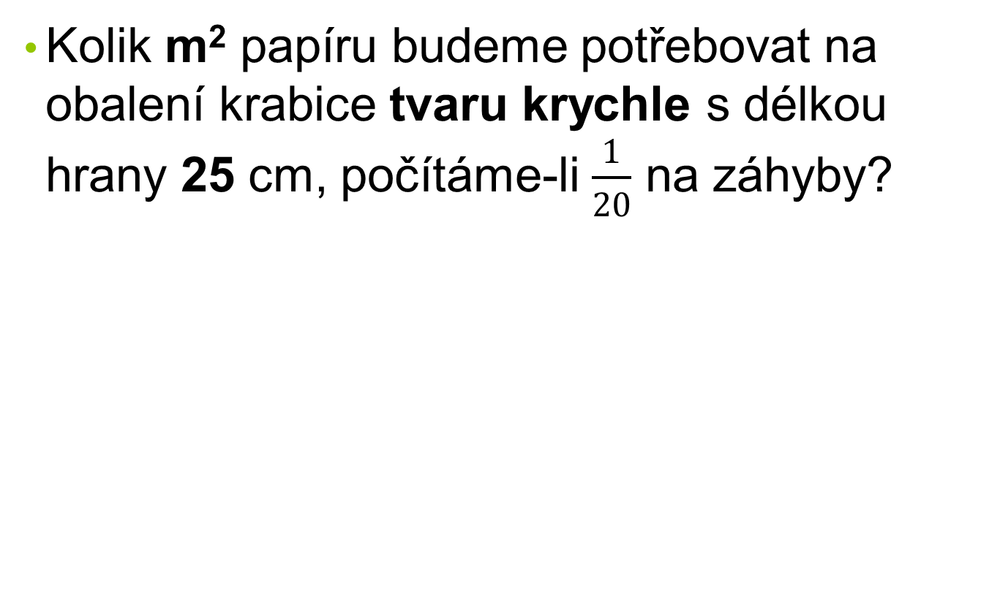 • Kolik m² papíru budeme potřebovat na
obalení krabice tvaru krychle s délkou
hrany 25 cm, počítáme-li 1/20 na záhyby?